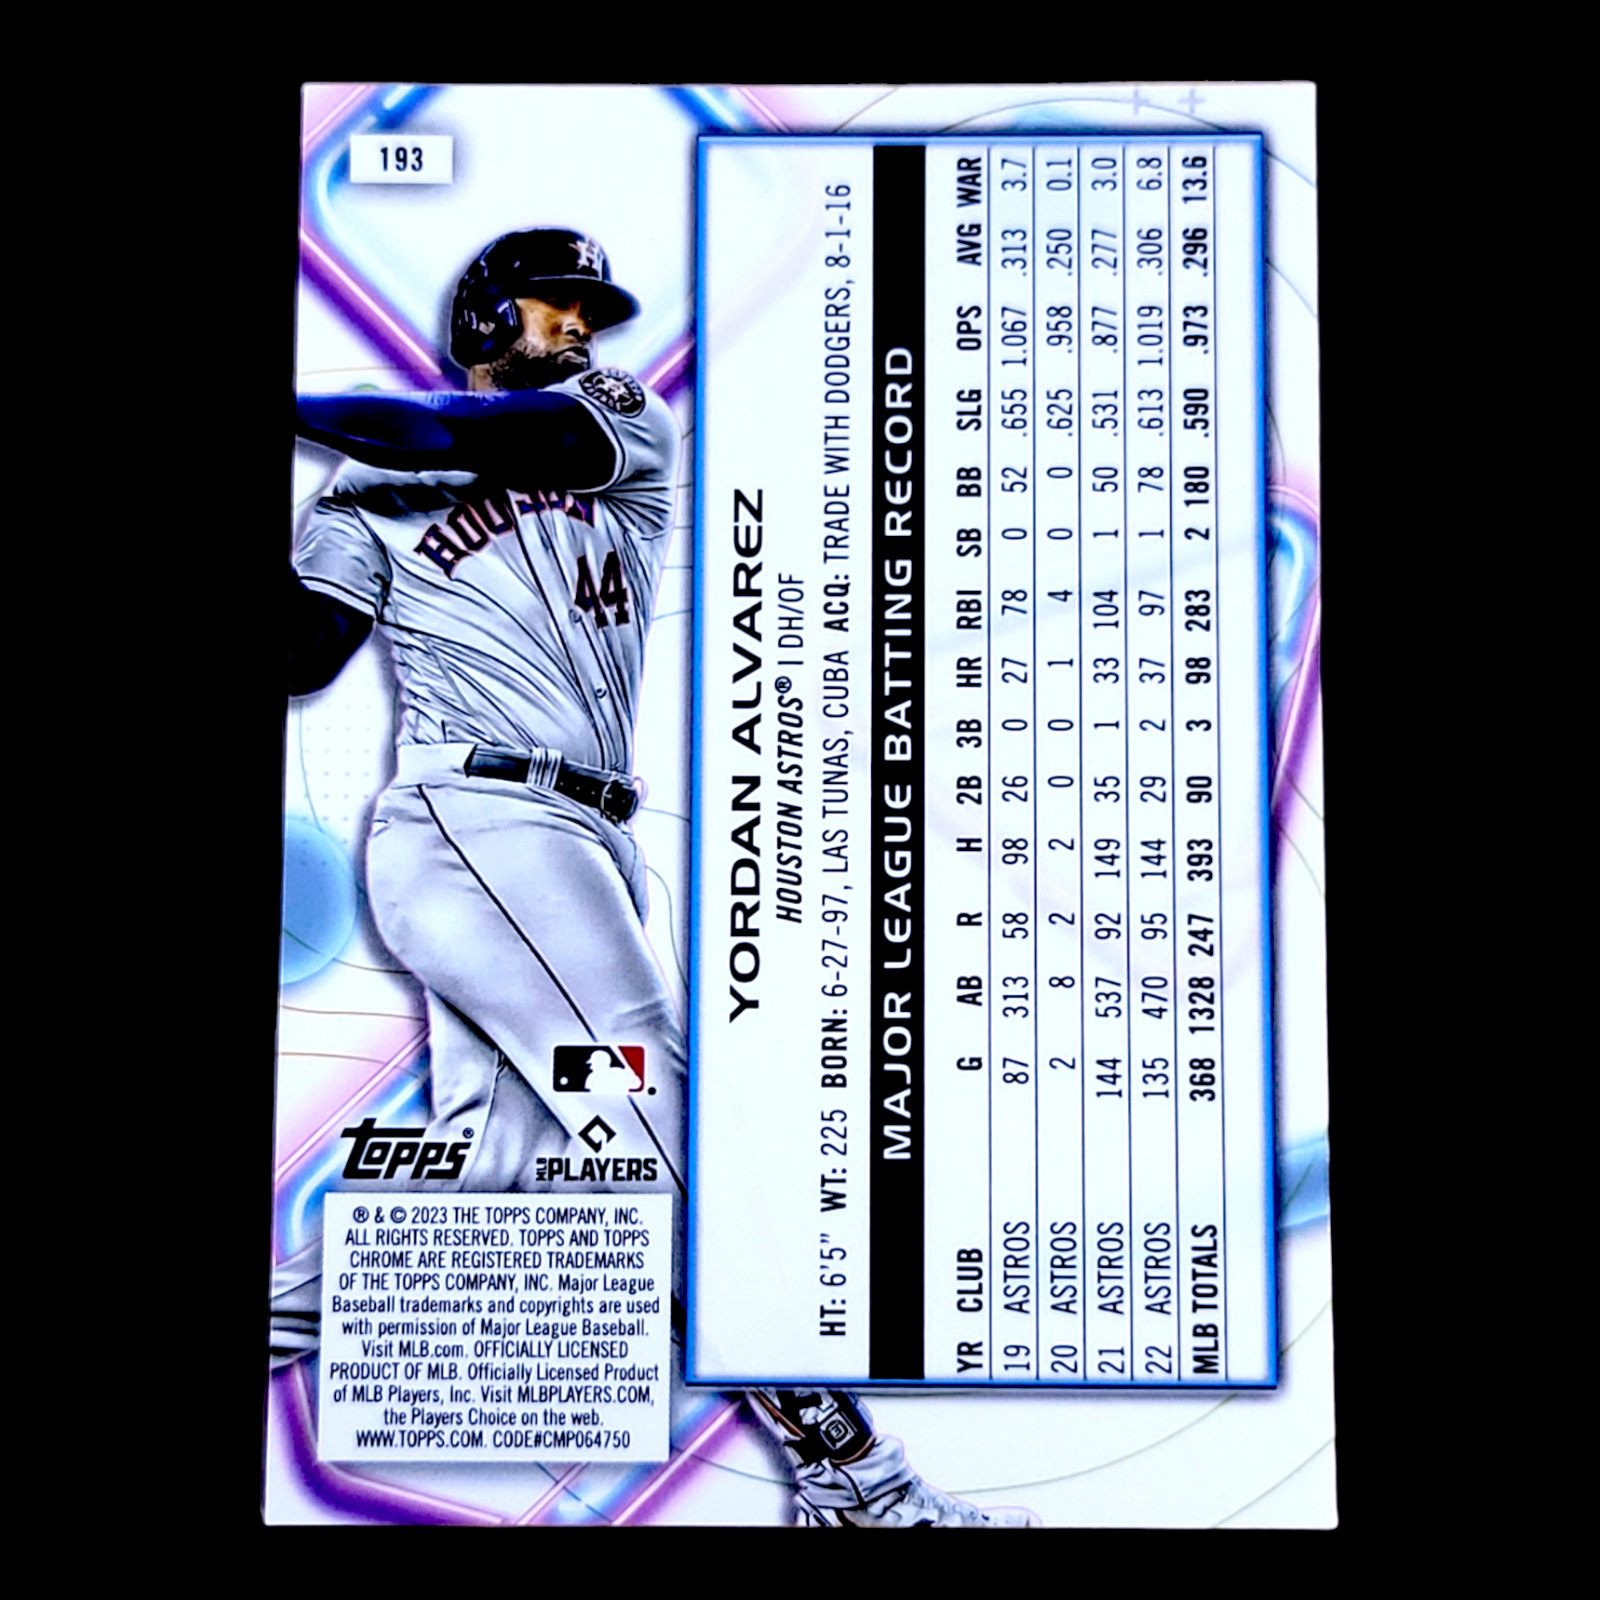 193
HOUSTON
44
TOPPS®
MLB PLAYERS
® & © 2023 THE TOPPS COMPANY, INC.
ALL RIGHTS RESERVED. TOPPS AND TOPPS
CHROME ARE REGISTERED TRADEMARKS
OF THE TOPPS COMPANY, INC. Major League
Baseball trademarks and copyrights are used
with permission of Major League Baseball.
Visit MLB.com. OFFICIALLY LICENSED
PRODUCT OF MLB. Officially Licensed Product
of MLB Players, Inc. Visit MLBPLAYERS.COM,
the Players Choice on the web.
WWW.TOPPS.COM. CODE#CMP064750
YORDAN ALVAREZ
HOUSTON ASTROS® | DH/OF
HT: 6'5" WT: 225 BORN: 6-27-97, LAS TUNAS, CUBA ACQ: TRADE WITH DODGERS, 8-1-16
MAJOR LEAGUE BATTING RECORD
YR CLUB G AB R H 2B 3B HR RBI SB BB SLG OPS AVG WAR
19 ASTROS 87 313 58 98 26 0 27 78 0 52 .655 1.067 .313 3.7
20 ASTROS 2 8 2 2 0 0 1 4 0 0 .625 .958 .250 0.1
21 ASTROS 144 537 92 149 35 1 33 104 1 50 .531 .877 .277 3.0
22 ASTROS 135 470 95 144 29 2 37 97 1 78 .613 1.019 .306 6.8
MLB TOTALS 368 1328 247 393 90 3 98 283 2 180 .590 .973 .296 13.6